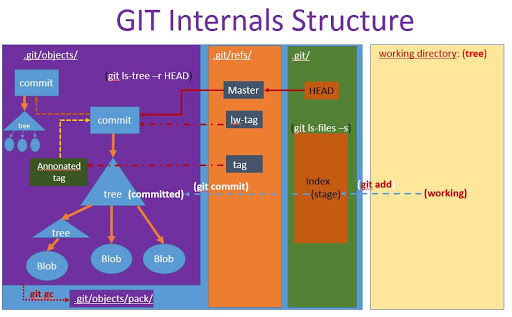 GIT Internals Structure
.git/objects/
.git/refs/
.git/
working directory: (tree)
commit
(git ls-tree –r HEAD)
Master
HEAD
tree
commit
lw-tag
(git ls-files –s)
Annonated
tag
tag
tree (committed)
(git commit)
Index
(stage)
(git add)
(working)
tree
Blob
Blob
Blob
git gc
.git/objects/pack/